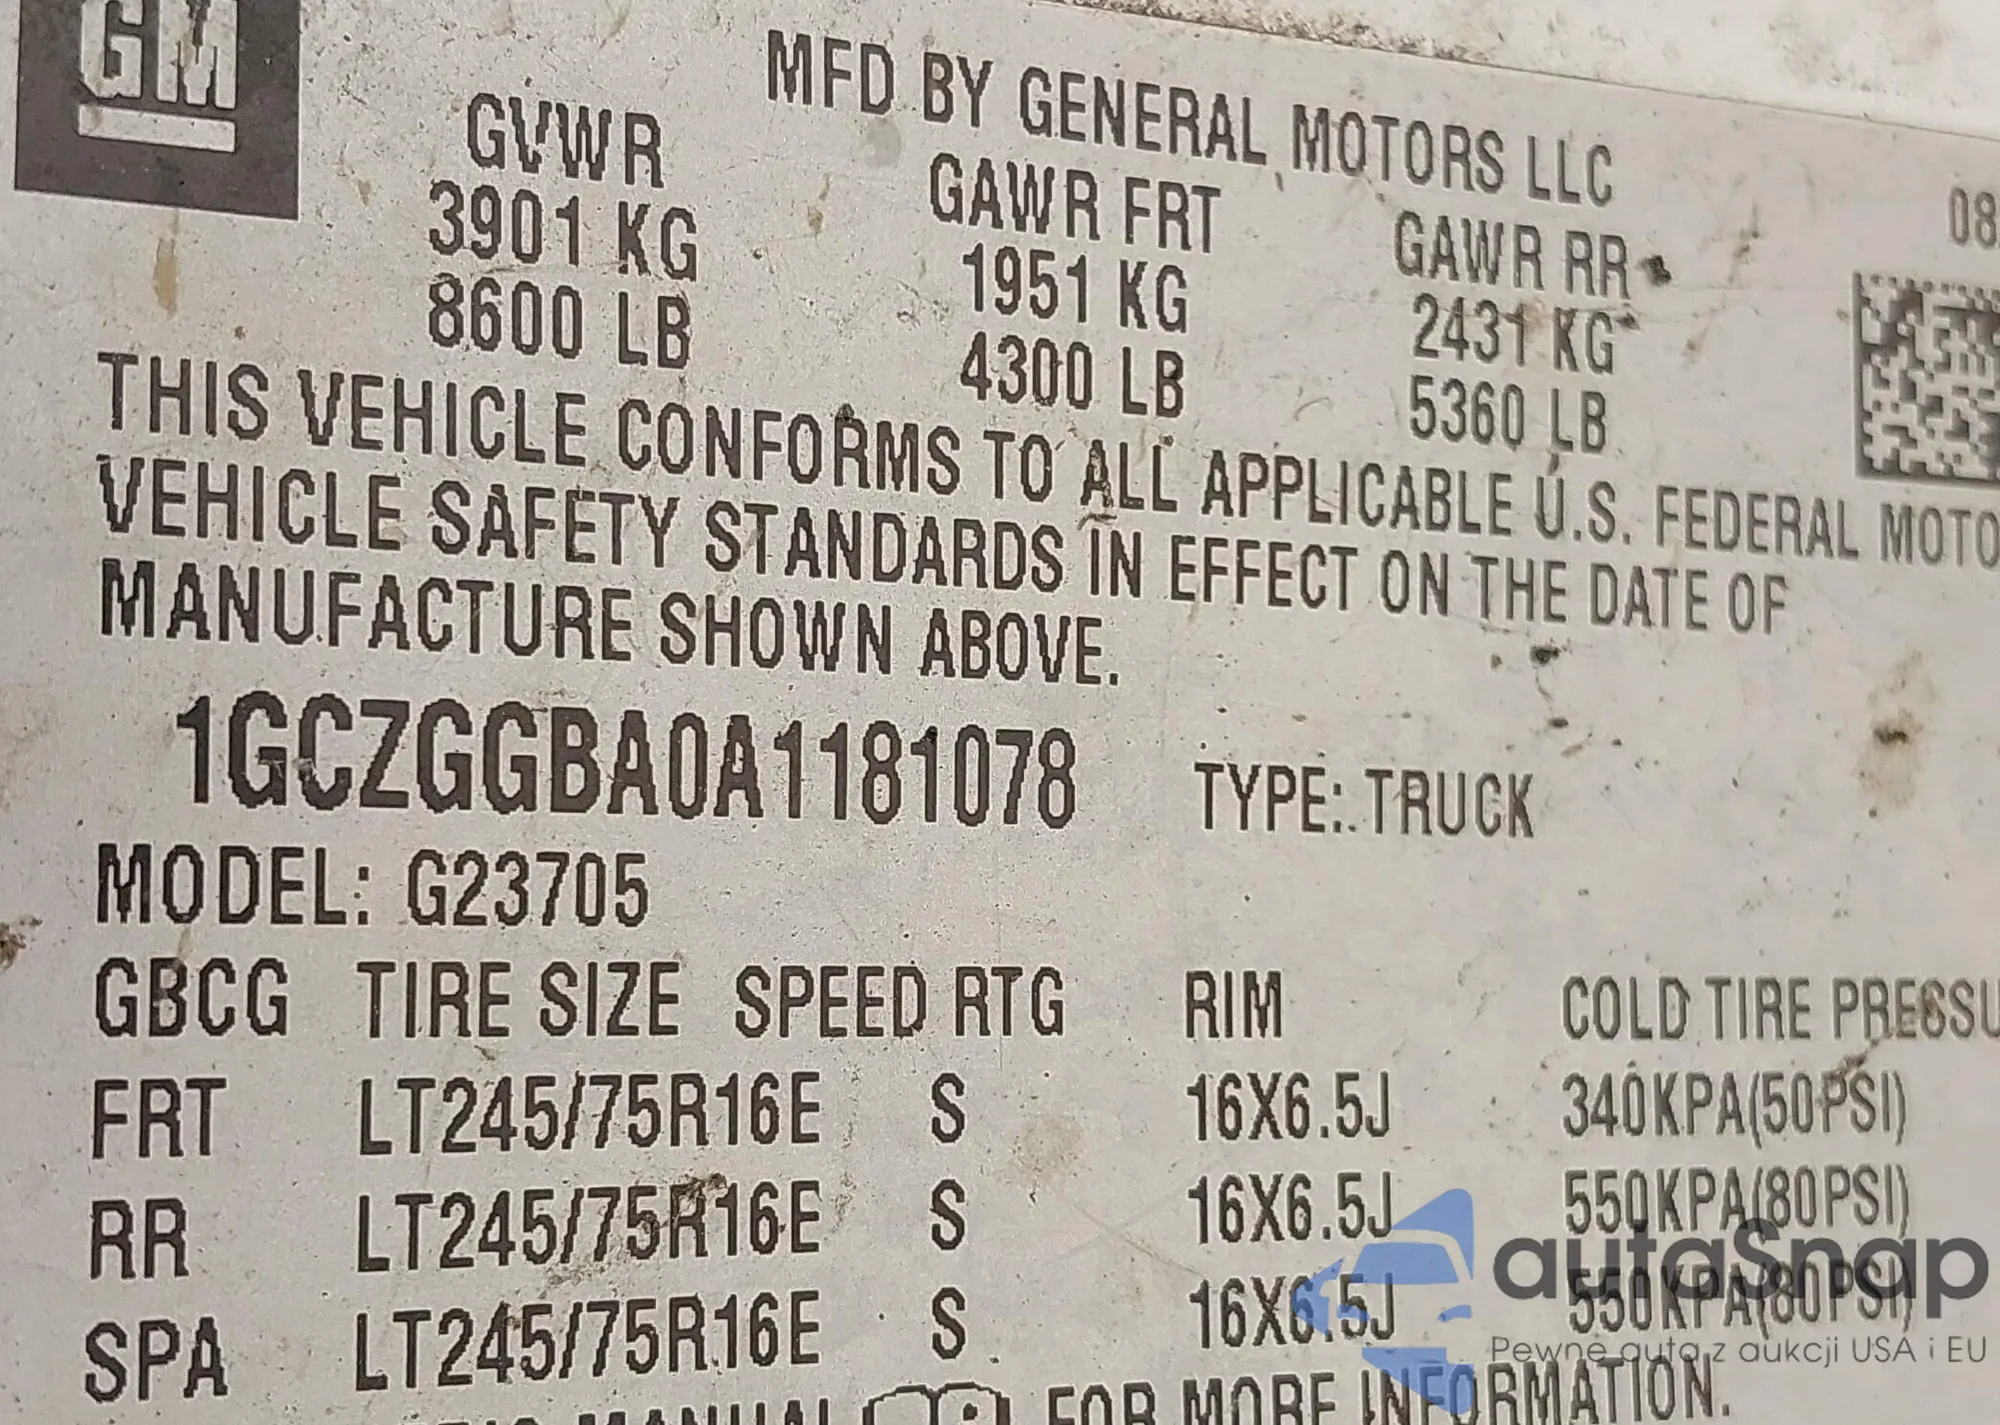 GM
MFD BY GENERAL MOTORS LLC
08
GVWR GAWR FRT GAWR RR
3901 KG 1951 KG 2431 KG
8600 LB 4300 LB 5360 LB
THIS VEHICLE CONFORMS TO ALL APPLICABLE U.S. FEDERAL MOTO
VEHICLE SAFETY STANDARDS IN EFFECT ON THE DATE OF
MANUFACTURE SHOWN ABOVE.
1GCZGGBA0A1181078 TYPE: TRUCK
MODEL: G23705
GBCG TIRE SIZE SPEED RTG RIM COLD TIRE PRESSU
FRT LT245/75R16E S 16X6.5J 340KPA(50PSI)
RR LT245/75R16E S 16X6.5J 550KPA(80PSI)
SPA LT245/75R16E S 16X6.5J 550KPA(80PSI)
MANUAL FOR MORE INFORMATION.
autaSnap
Pewne auta z aukcji USA i EU